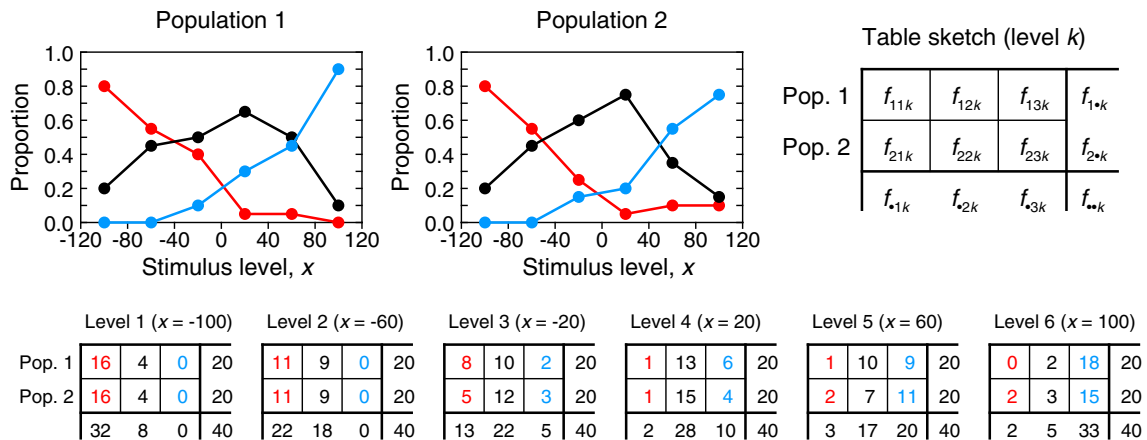 Population 1
Population 2
Table sketch (level k)
Proportion
1.0
0.8
0.6
0.4
0.2
0.0
-120 -80 -40 0 40 80 120
Stimulus level, x
Proportion
1.0
0.8
0.6
0.4
0.2
0.0
-120 -80 -40 0 40 80 120
Stimulus level, x
Pop. 1 f11k f12k f13k f1•k
Pop. 2 f21k f22k f23k f2•k
f•1k f•2k f•3k f••k
Level 1 (x = -100)
Pop. 1 16 4 0 20
Pop. 2 16 4 0 20
32 8 0 40
Level 2 (x = -60)
11 9 0 20
11 9 0 20
22 18 0 40
Level 3 (x = -20)
8 10 2 20
5 12 3 20
13 22 5 40
Level 4 (x = 20)
1 13 6 20
1 15 4 20
2 28 10 40
Level 5 (x = 60)
1 10 9 20
2 7 11 20
3 17 20 40
Level 6 (x = 100)
0 2 18 20
2 3 15 20
2 5 33 40